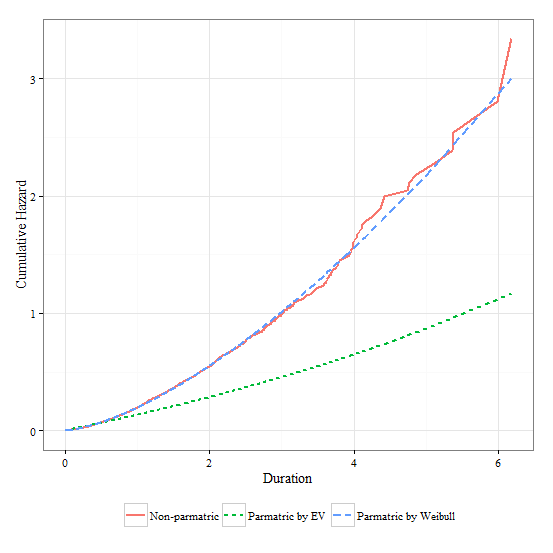 Cumulative Hazard
3
2
1
0
0 2 4 6
Duration
Non-parmatric Parmatric by EV Parmatric by Weibull